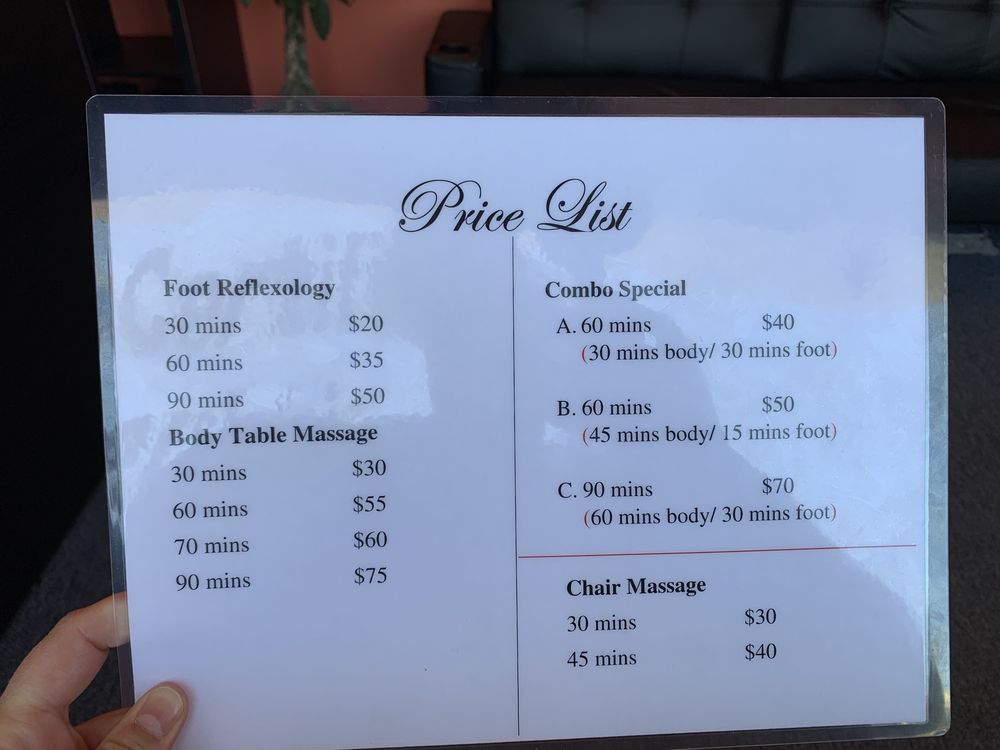 Price List
Foot Reflexology
30 mins $20
60 mins $35
90 mins $50
Body Table Massage
30 mins $30
60 mins $55
70 mins $60
90 mins $75
Combo Special
A. 60 mins $40
(30 mins body/ 30 mins foot)
B. 60 mins $50
(45 mins body/ 15 mins foot)
C. 90 mins $70
(60 mins body/ 30 mins foot)
Chair Massage
30 mins $30
45 mins $40